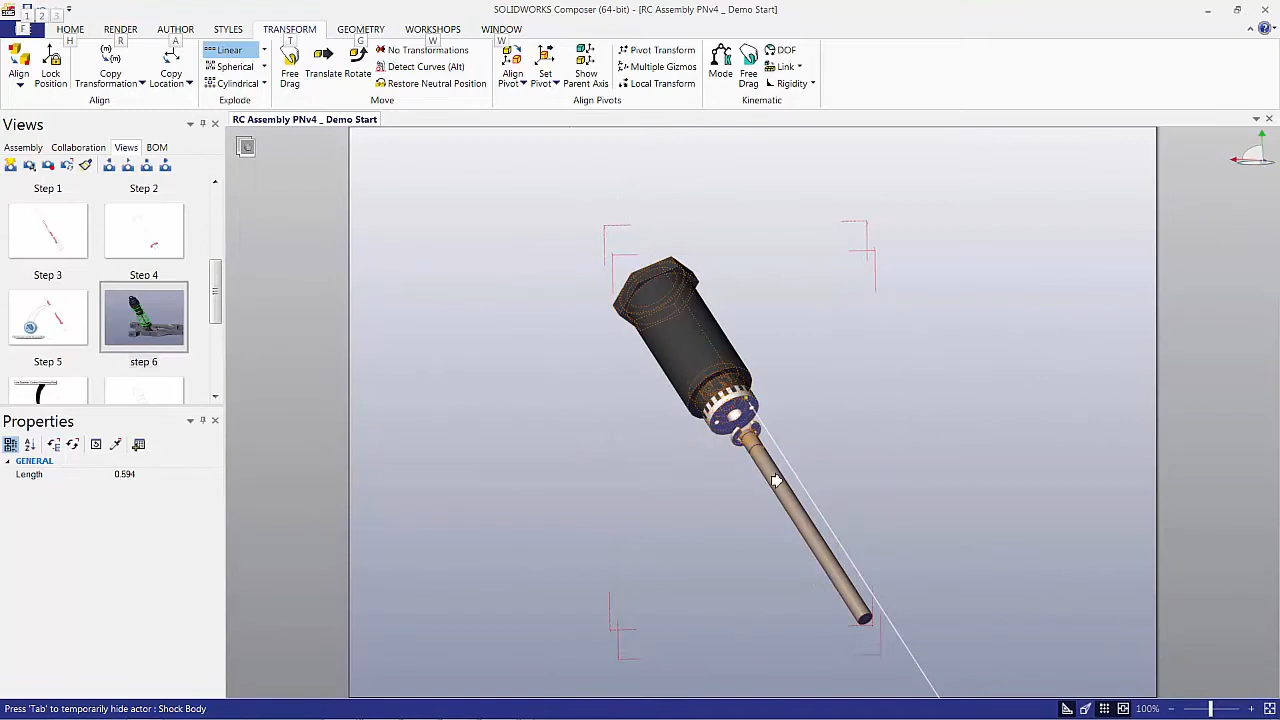 SOLIDWORKS Composer (64-bit) - [RC Assembly PNv4 _ Demo Start]
1 2 3
F HOME RENDER AUTHOR STYLES TRANSFORM GEOMETRY WORKSHOPS WINDOW
H R A T G W W
Align
Lock Position
Copy Transformation
Copy Location
Align
Linear
Spherical
Cylindrical
Explode
Free Drag
Translate
Rotate
No Transformations
Detect Curves (Alt)
Restore Neutral Position
Move
Align Pivot
Set Pivot
Show Parent Axis
Pivot Transform
Multiple Gizmos
Local Transform
Align Pivots
Mode
Free Drag
DOF
Link
Rigidity
Kinematic
Views
RC Assembly PNv4 _ Demo Start
Assembly Collaboration Views BOM
Step 1 Step 2
Step 3 Step 4
Step 5 step 6
Properties
GENERAL
Length 0.594
Press 'Tab' to temporarily hide actor : Shock Body
100%